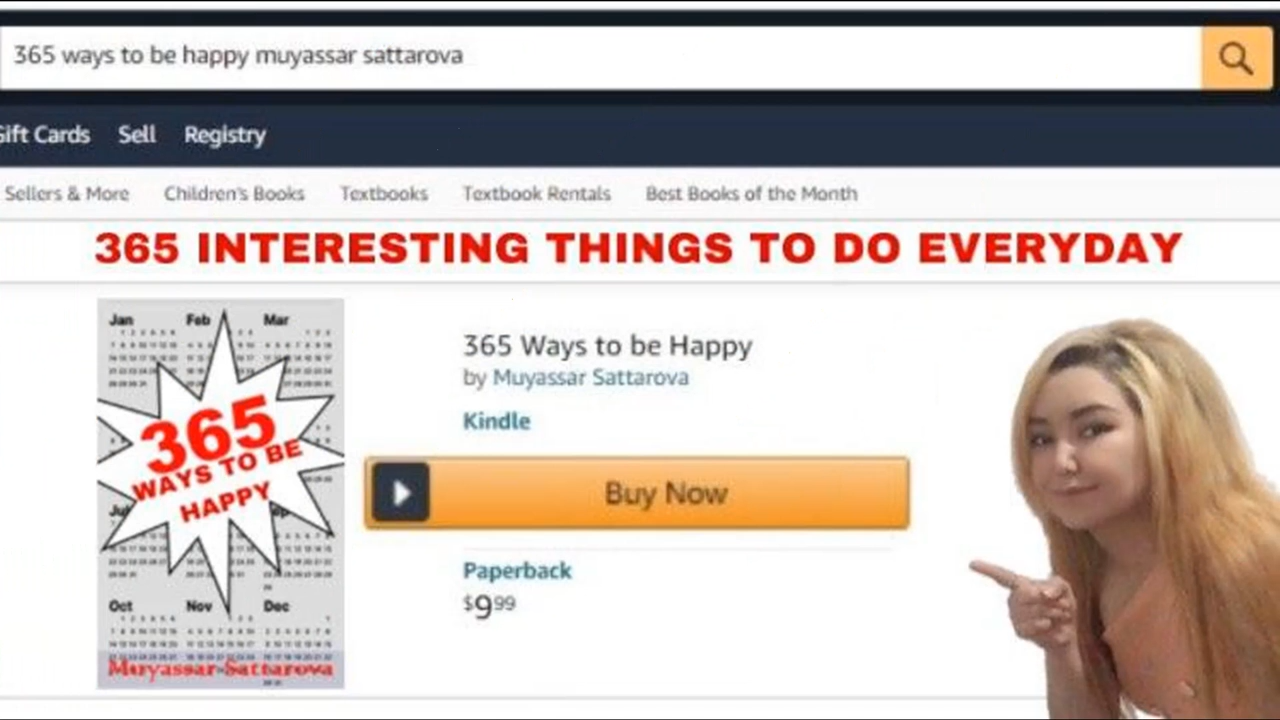 365 ways to be happy muyassar sattarova
Gift Cards Sell Registry
Sellers & More Children's Books Textbooks Textbook Rentals Best Books of the Month
365 INTERESTING THINGS TO DO EVERYDAY
Jan Feb Mar
365
WAYS TO BE
HAPPY
Oct Nov Dec
Muyassar Sattarova
365 Ways to be Happy
by Muyassar Sattarova
Kindle
Buy Now
Paperback
$9.99